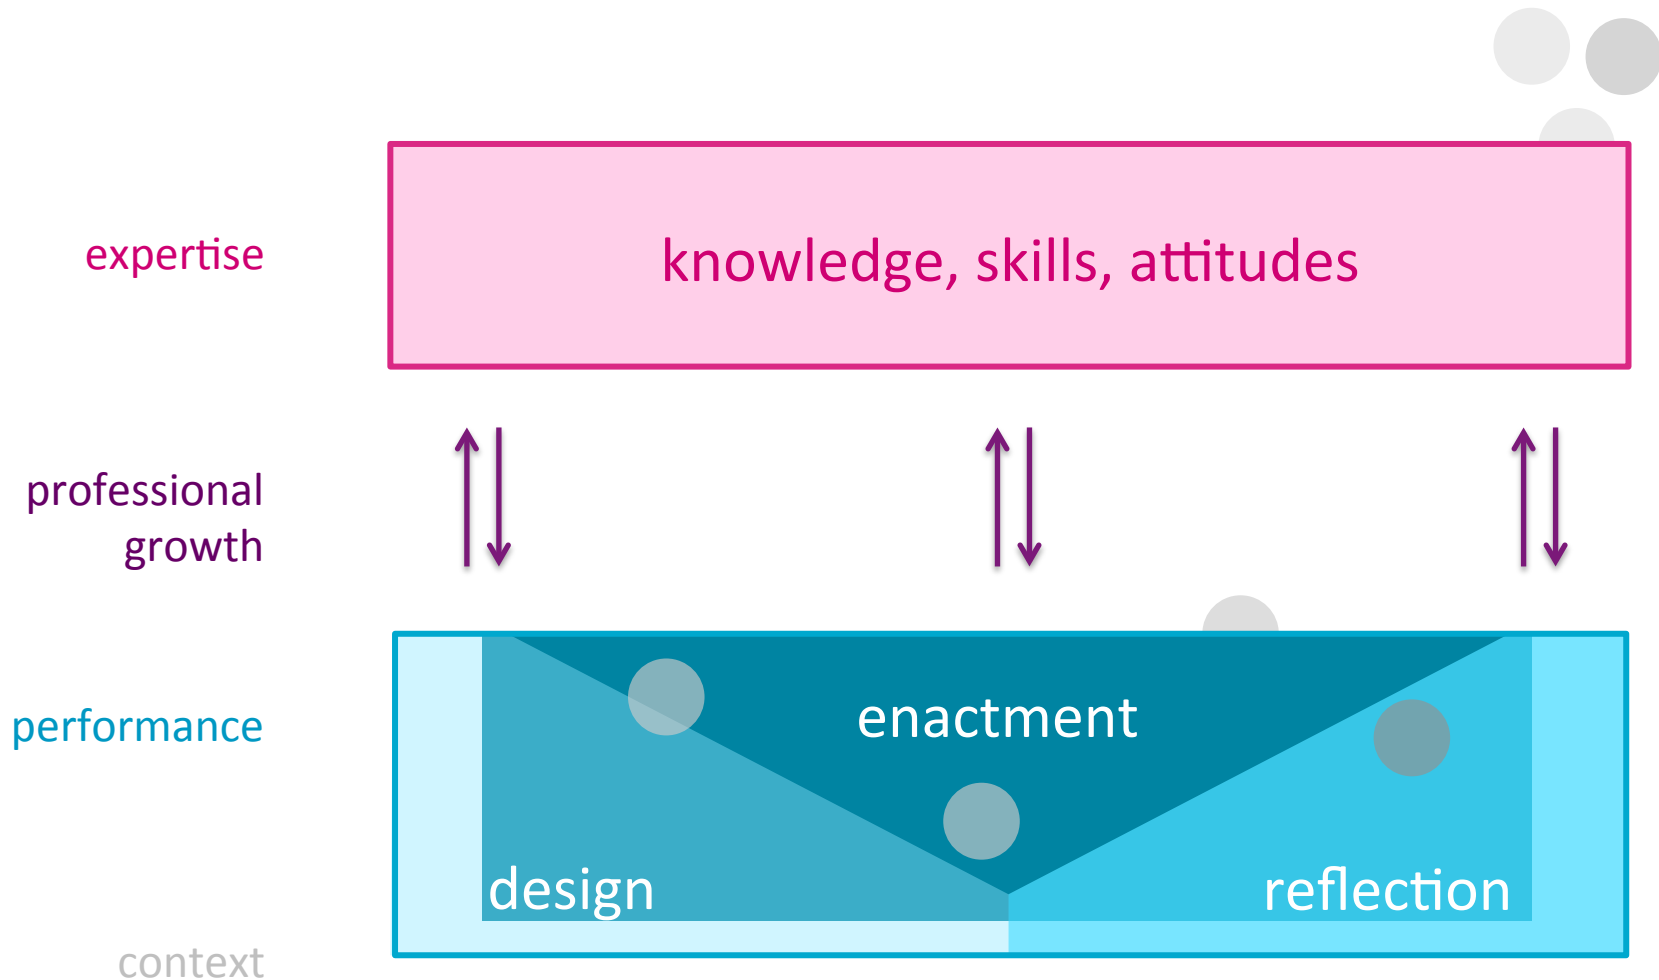 expertise
knowledge, skills, attitudes
professional
growth
performance
enactment
design
reflection
context